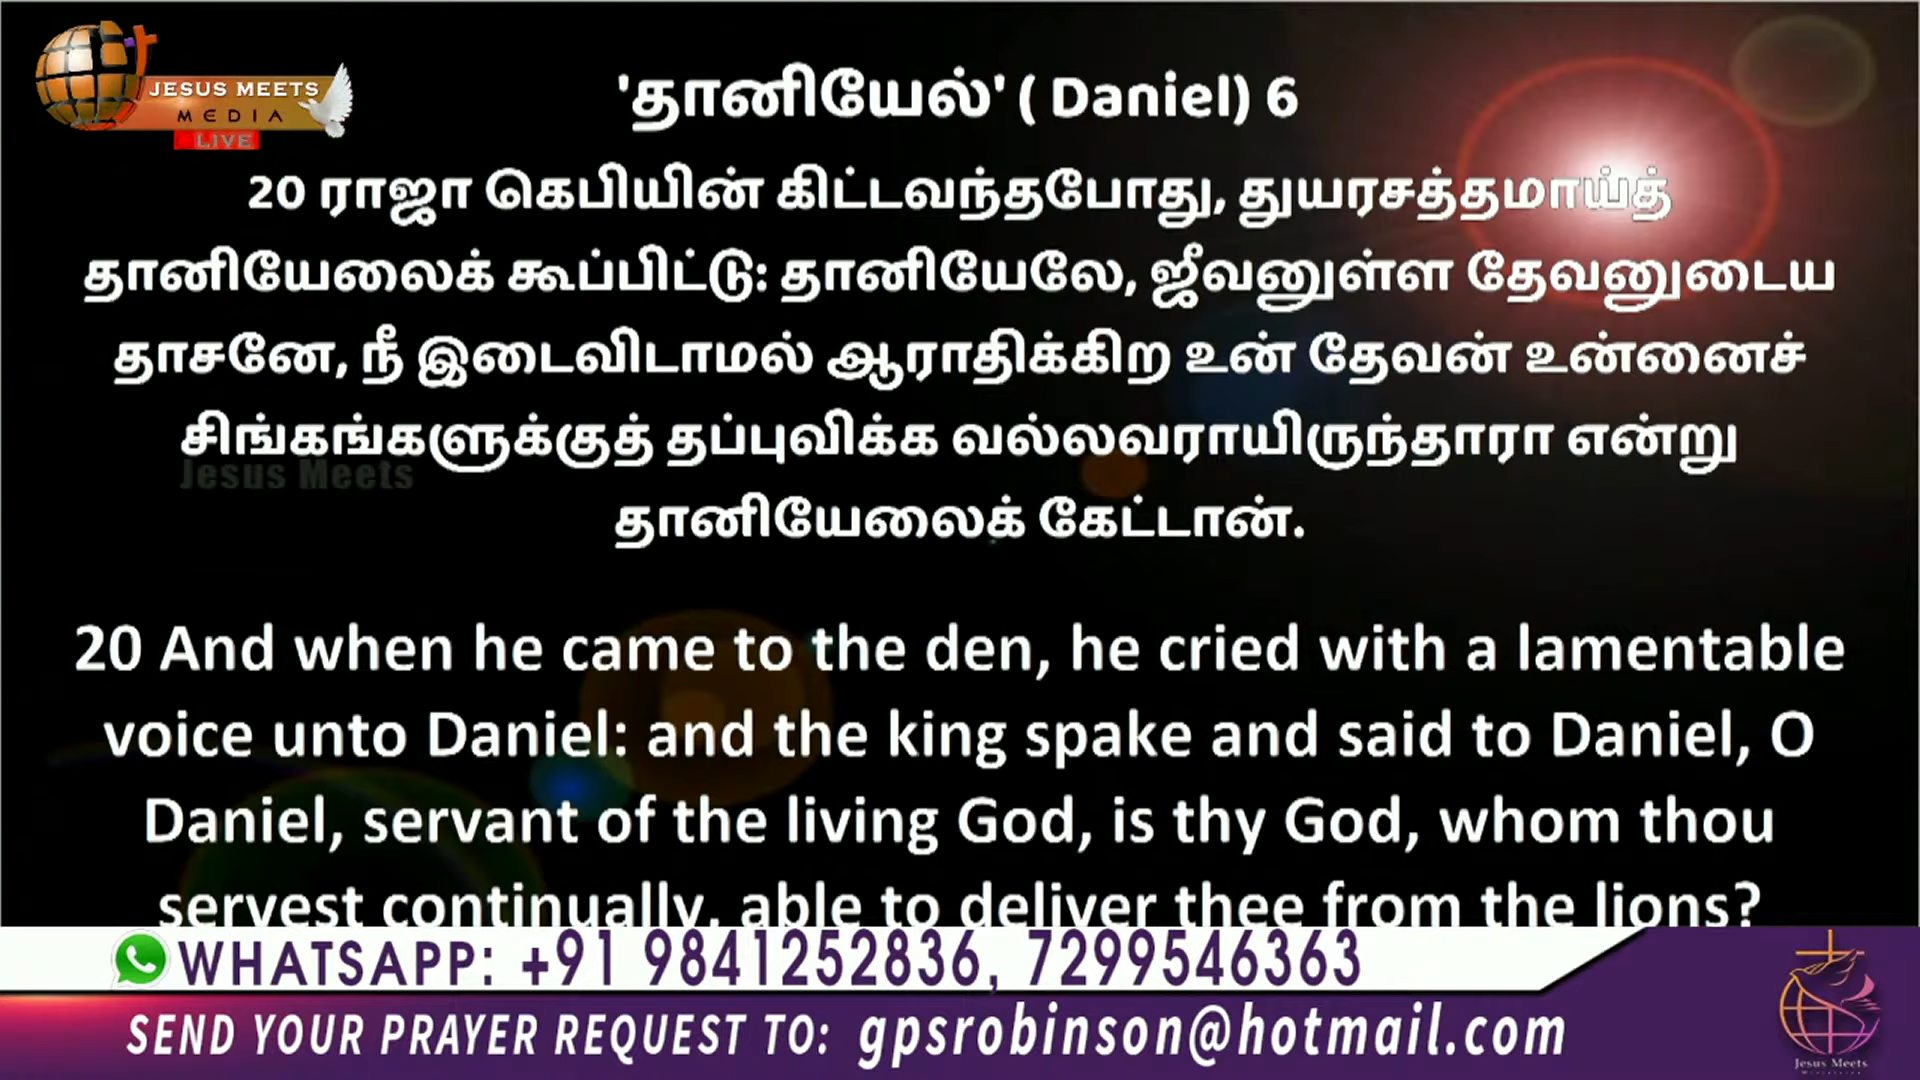 JESUS MEETS
MEDIA
LIVE
'தானியேல்' ( Daniel) 6
20 ராஜா கெபியின் கிட்டவந்தபோது, துயரசத்தமாய்த்
தானியேலைக் கூப்பிட்டு: தானியேலே, ஜீவனுள்ள தேவனுடைய
தாசனே, நீ இடைவிடாமல் ஆராதிக்கிற உன் தேவன் உன்னைச்
சிங்கங்களுக்குத் தப்புவிக்க வல்லவராயிருந்தாரா என்று
Jesus Meets
தானியேலைக் கேட்டான்.
20 And when he came to the den, he cried with a lamentable
voice unto Daniel: and the king spake and said to Daniel, O
Daniel, servant of the living God, is thy God, whom thou
servest continually, able to deliver thee from the lions?
WHATSAPP: +91 9841252836, 7299546363
SEND YOUR PRAYER REQUEST TO: gpsrobinson@hotmail.com
Jesus Meets